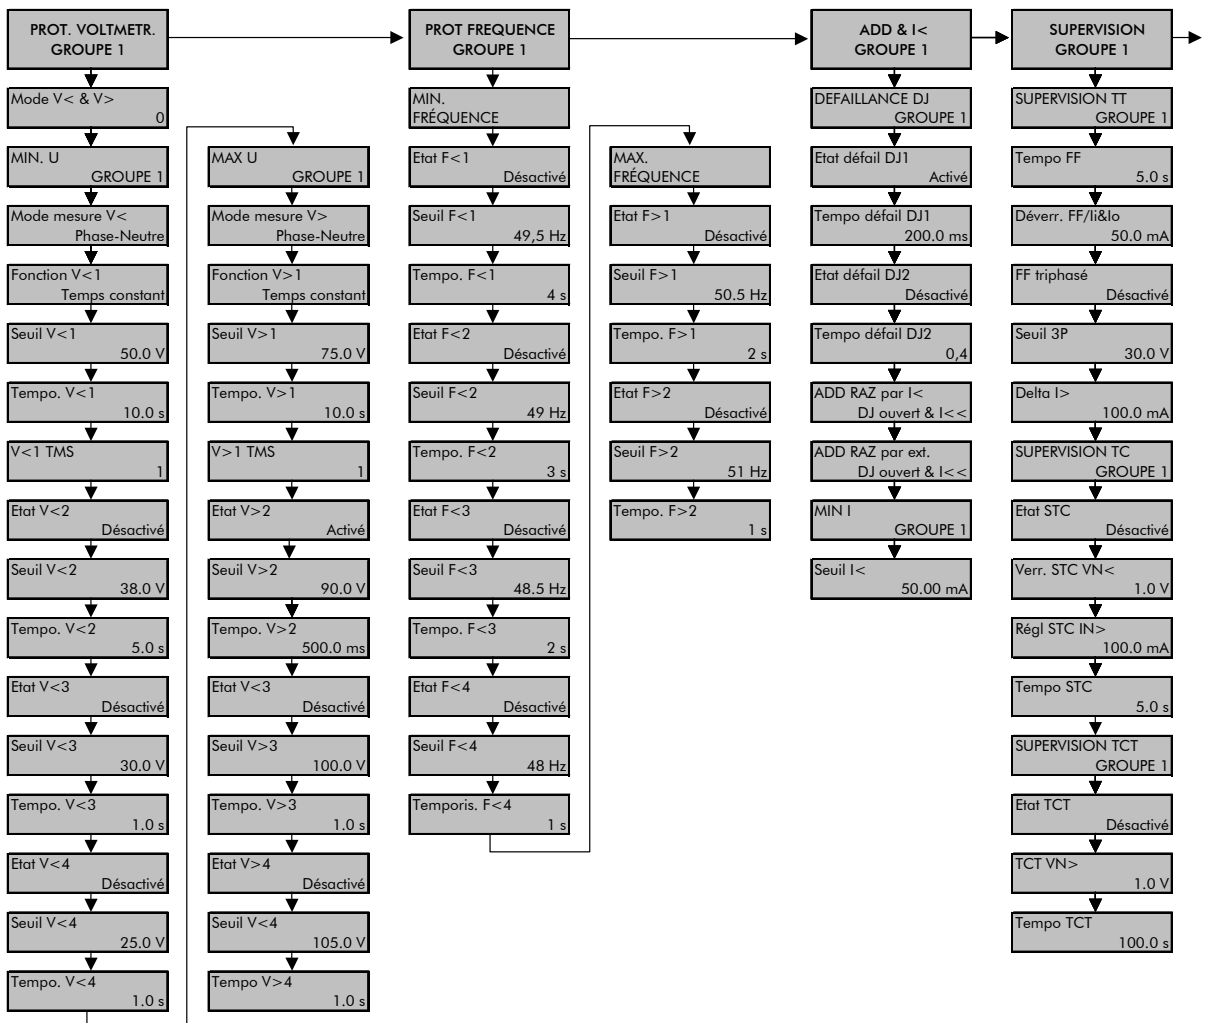 PROT. VOLTMETR.
GROUPE 1
Mode V< & V>
0
MIN. U
GROUPE 1
Mode mesure V<
Phase-Neutre
Fonction V<1
Temps constant
Seuil V<1
50.0 V
Tempo. V<1
10.0 s
V<1 TMS
1
Etat V<2
Désactivé
Seuil V<2
38.0 V
Tempo. V<2
5.0 s
Etat V<3
Désactivé
Seuil V<3
30.0 V
Tempo. V<3
1.0 s
Etat V<4
Désactivé
Seuil V<4
25.0 V
Tempo. V<4
1.0 s
MAX U
GROUPE 1
Mode mesure V>
Phase-Neutre
Fonction V>1
Temps constant
Seuil V>1
75.0 V
Tempo. V>1
10.0 s
V>1 TMS
1
Etat V>2
Activé
Seuil V>2
90.0 V
Tempo. V>2
500.0 ms
Etat V<3
Désactivé
Seuil V>3
100.0 V
Tempo. V>3
1.0 s
Etat V>4
Désactivé
Seuil V<4
105.0 V
Tempo V>4
1.0 s
PROT FREQUENCE
GROUPE 1
MIN.
FRÉQUENCE
Etat F<1
Désactivé
Seuil F<1
49,5 Hz
Tempo. F<1
4 s
Etat F<2
Désactivé
Seuil F<2
49 Hz
Tempo. F<2
3 s
Etat F<3
Désactivé
Seuil F<3
48.5 Hz
Tempo. F<3
2 s
Etat F<4
Désactivé
Seuil F<4
48 Hz
Temporis. F<4
1 s
MAX.
FRÉQUENCE
Etat F>1
Désactivé
Seuil F>1
50.5 Hz
Tempo. F>1
2 s
Etat F>2
Désactivé
Seuil F>2
51 Hz
Tempo. F>2
1 s
ADD & I<
GROUPE 1
DEFAILLANCE DJ
GROUPE 1
Etat défail DJ1
Activé
Tempo défail DJ1
200.0 ms
Etat défail DJ2
Désactivé
Tempo défail DJ2
0,4
ADD RAZ par I<
DJ ouvert & I<<
ADD RAZ par ext.
DJ ouvert & I<<
MIN I
GROUPE 1
Seuil I<
50.00 mA
SUPERVISION
GROUPE 1
SUPERVISION TT
GROUPE 1
Tempo FF
5.0 s
Déverr. FF/Ii&Io
50.0 mA
FF triphasé
Désactivé
Seuil 3P
30.0 V
Delta I>
100.0 mA
SUPERVISION TC
GROUPE 1
Etat STC
Désactivé
Verr. STC VN<
1.0 V
Régl STC IN>
100.0 mA
Tempo STC
5.0 s
SUPERVISION TCT
GROUPE 1
Etat TCT
Désactivé
TCT VN>
1.0 V
Tempo TCT
100.0 s